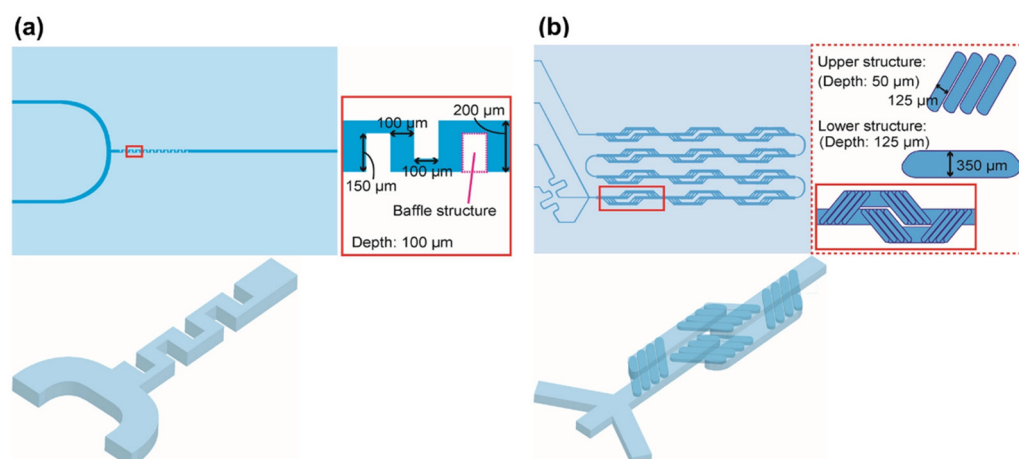 (a)
100 µm
200 µm
150 µm
100 µm
Baffle structure
Depth: 100 µm
(b)
Upper structure:
(Depth: 50 µm)
125 µm
Lower structure:
(Depth: 125 µm)
350 µm